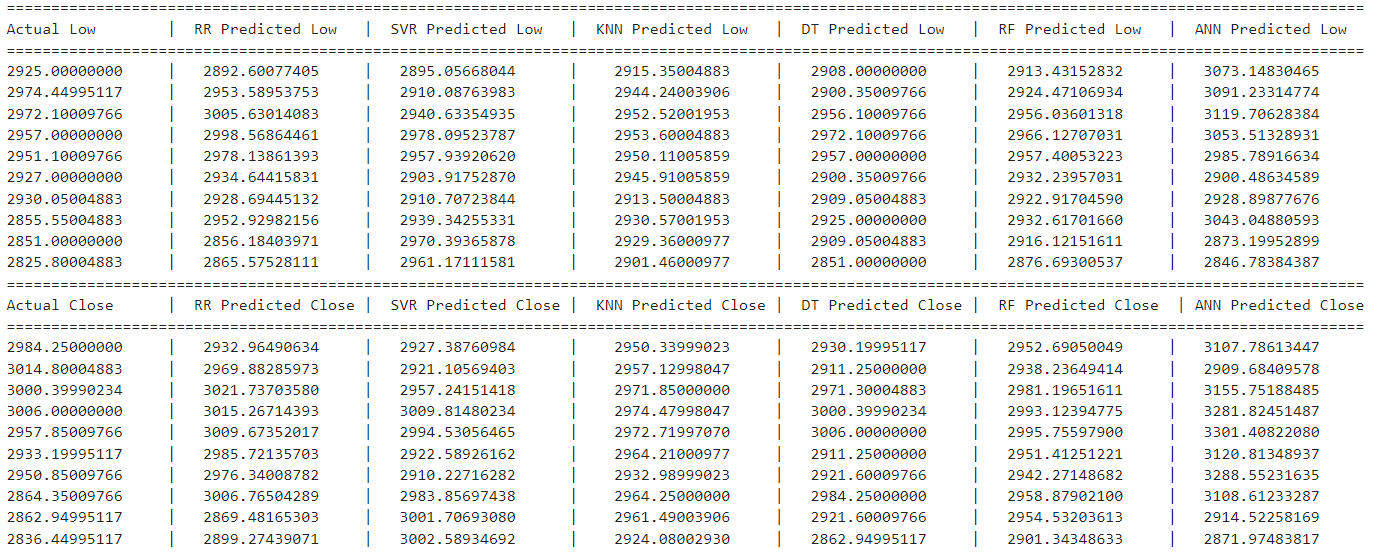 Actual Low | RR Predicted Low | SVR Predicted Low | KNN Predicted Low | DT Predicted Low | RF Predicted Low | ANN Predicted Low
2925.00000000 | 2892.60077405 | 2895.05668044 | 2915.35004883 | 2908.00000000 | 2913.43152832 | 3073.14830465
2974.44995117 | 2953.58953753 | 2910.08763983 | 2944.24003906 | 2900.35009766 | 2924.47106934 | 3091.23314774
2972.10009766 | 3005.63014083 | 2940.63354935 | 2952.52001953 | 2956.10009766 | 2956.03601318 | 3119.70628384
2957.00000000 | 2998.56864461 | 2978.09523787 | 2953.60004883 | 2972.10009766 | 2966.12707031 | 3053.51328931
2951.10009766 | 2978.13861393 | 2957.93920620 | 2950.11005859 | 2957.00000000 | 2957.40053223 | 2985.78916634
2927.00000000 | 2934.64415831 | 2903.91752870 | 2945.91005859 | 2900.35009766 | 2932.23957031 | 2900.48634589
2930.05004883 | 2928.69445132 | 2910.70723844 | 2913.50004883 | 2909.05004883 | 2922.91704590 | 2928.89877676
2855.55004883 | 2952.92982156 | 2939.34255331 | 2930.57001953 | 2925.00000000 | 2932.61701660 | 3043.04880593
2851.00000000 | 2856.18403971 | 2970.39365878 | 2929.36000977 | 2909.05004883 | 2916.12151611 | 2873.19952899
2825.80004883 | 2865.57528111 | 2961.17111581 | 2901.46000977 | 2851.00000000 | 2876.69300537 | 2846.78384387
Actual Close | RR Predicted Close | SVR Predicted Close | KNN Predicted Close | DT Predicted Close | RF Predicted Close | ANN Predicted Close
2984.25000000 | 2932.96490634 | 2927.38760984 | 2950.33999023 | 2930.19995117 | 2952.69050049 | 3107.78613447
3014.80004883 | 2969.88285973 | 2921.10569403 | 2957.12998047 | 2911.25000000 | 2938.23649414 | 2909.68409578
3000.39990234 | 3021.73703580 | 2957.24151418 | 2971.85000000 | 2971.30004883 | 2981.19651611 | 3155.75188485
3006.00000000 | 3015.26714393 | 3009.81480234 | 2974.47998047 | 3000.39990234 | 2993.12394775 | 3281.82451487
2957.85009766 | 3009.67352017 | 2994.53056465 | 2972.71997070 | 3006.00000000 | 2995.75597900 | 3301.40822080
2933.19995117 | 2985.72135703 | 2922.58926162 | 2964.21000977 | 2911.25000000 | 2951.41251221 | 3120.81348937
2950.85009766 | 2976.34008782 | 2910.22716282 | 2932.98999023 | 2921.60009766 | 2942.27148682 | 3288.55231635
2864.35009766 | 3006.76504289 | 2983.85697438 | 2964.25000000 | 2984.25000000 | 2958.87902100 | 3108.61233287
2862.94995117 | 2869.48165303 | 3001.70693080 | 2961.49003906 | 2921.60009766 | 2954.53203613 | 2914.52258169
2836.44995117 | 2899.27439071 | 3002.58934692 | 2924.08002930 | 2862.94995117 | 2901.34348633 | 2871.97483817